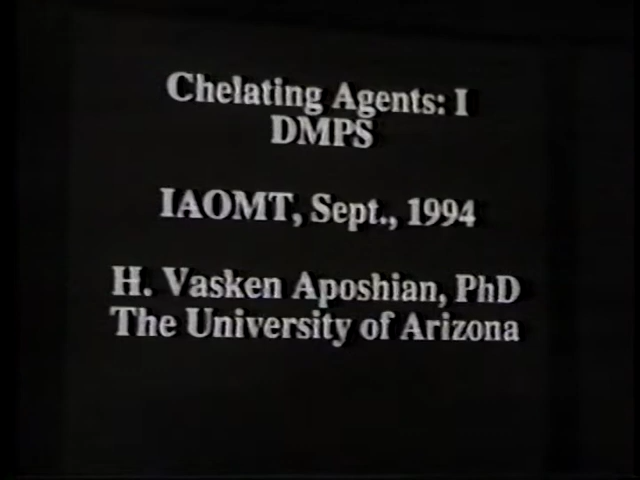 Chelating Agents: I
DMPS
IAOMT, Sept., 1994
H. Vasken Aposhian, PhD
The University of Arizona